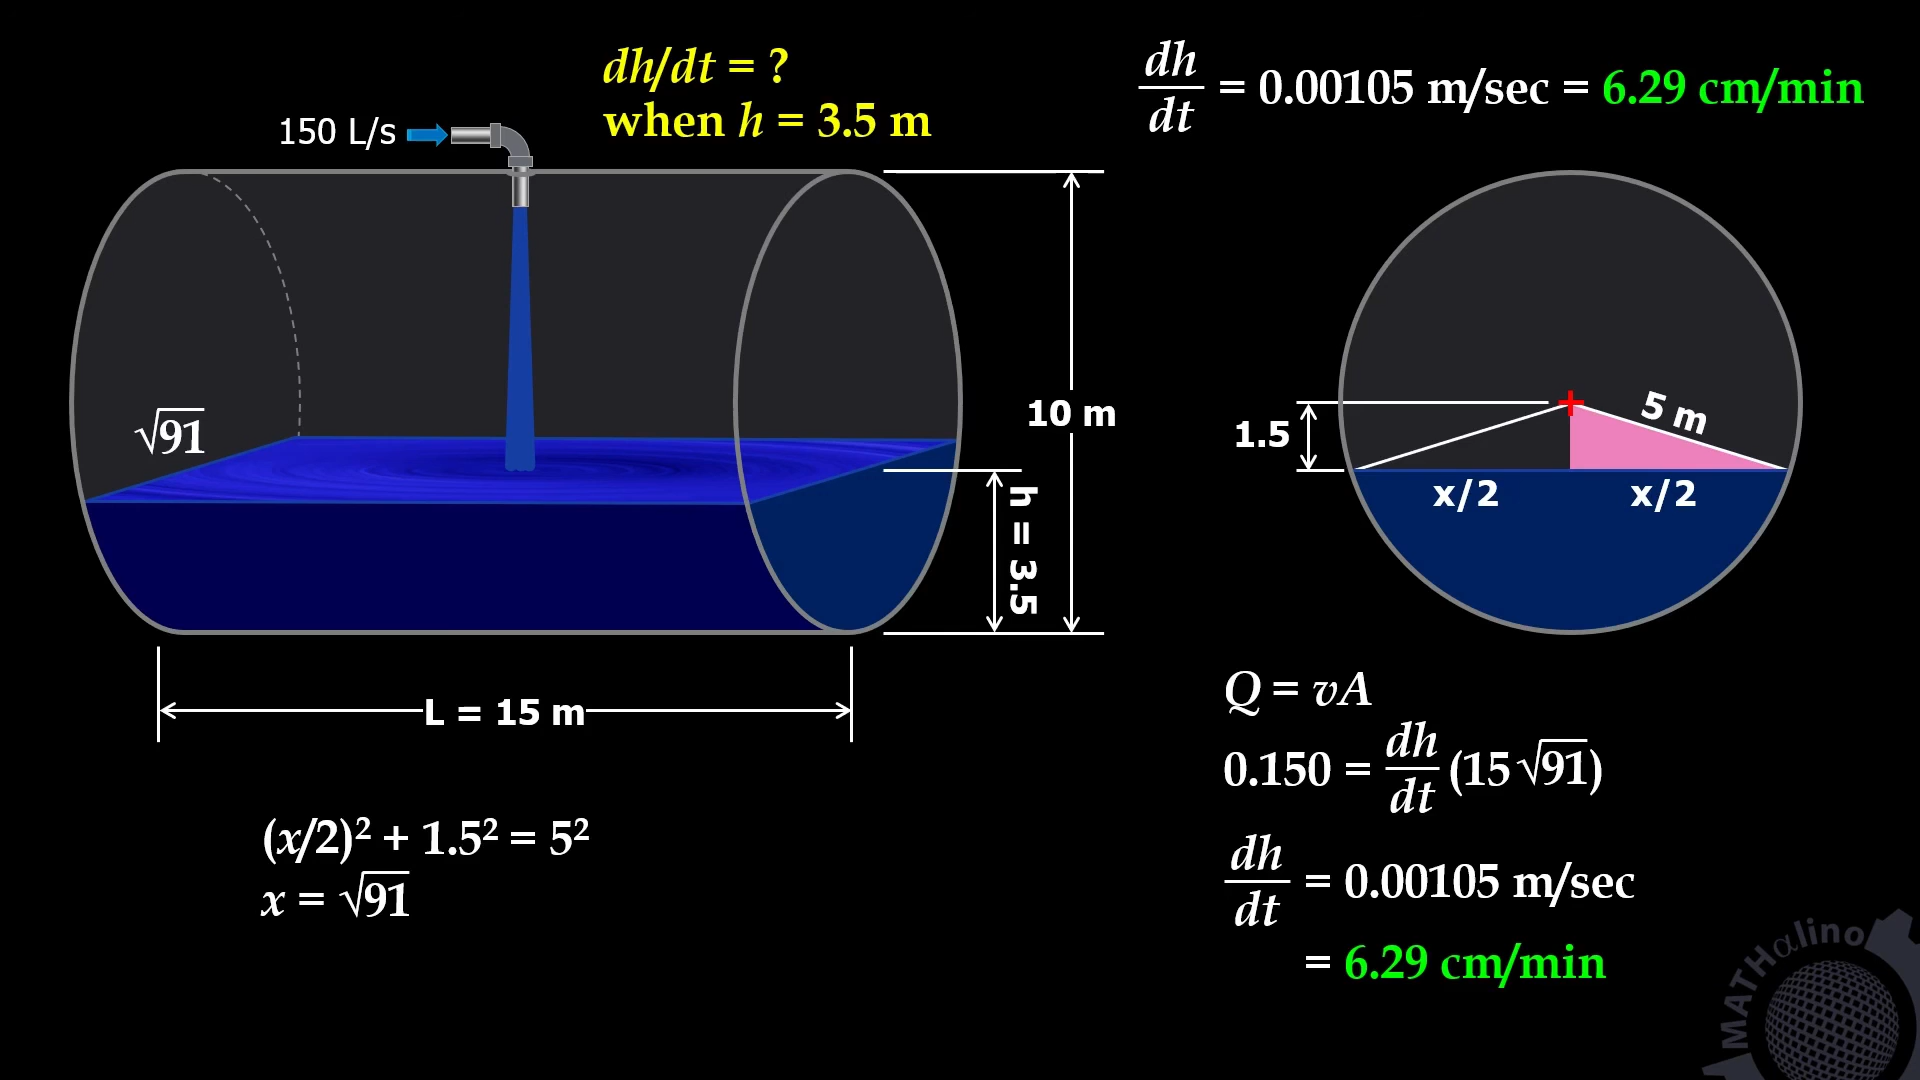 dh/dt = ?
when h = 3.5 m
dh/dt = 0.00105 m/sec = 6.29 cm/min
150 L/s
√91
10 m
h = 3.5
L = 15 m
1.5
5 m
x/2
x/2
(x/2)² + 1.5² = 5²
x = √91
Q = vA
0.150 = dh/dt (15√91)
dh/dt = 0.00105 m/sec
= 6.29 cm/min
MATHαlino